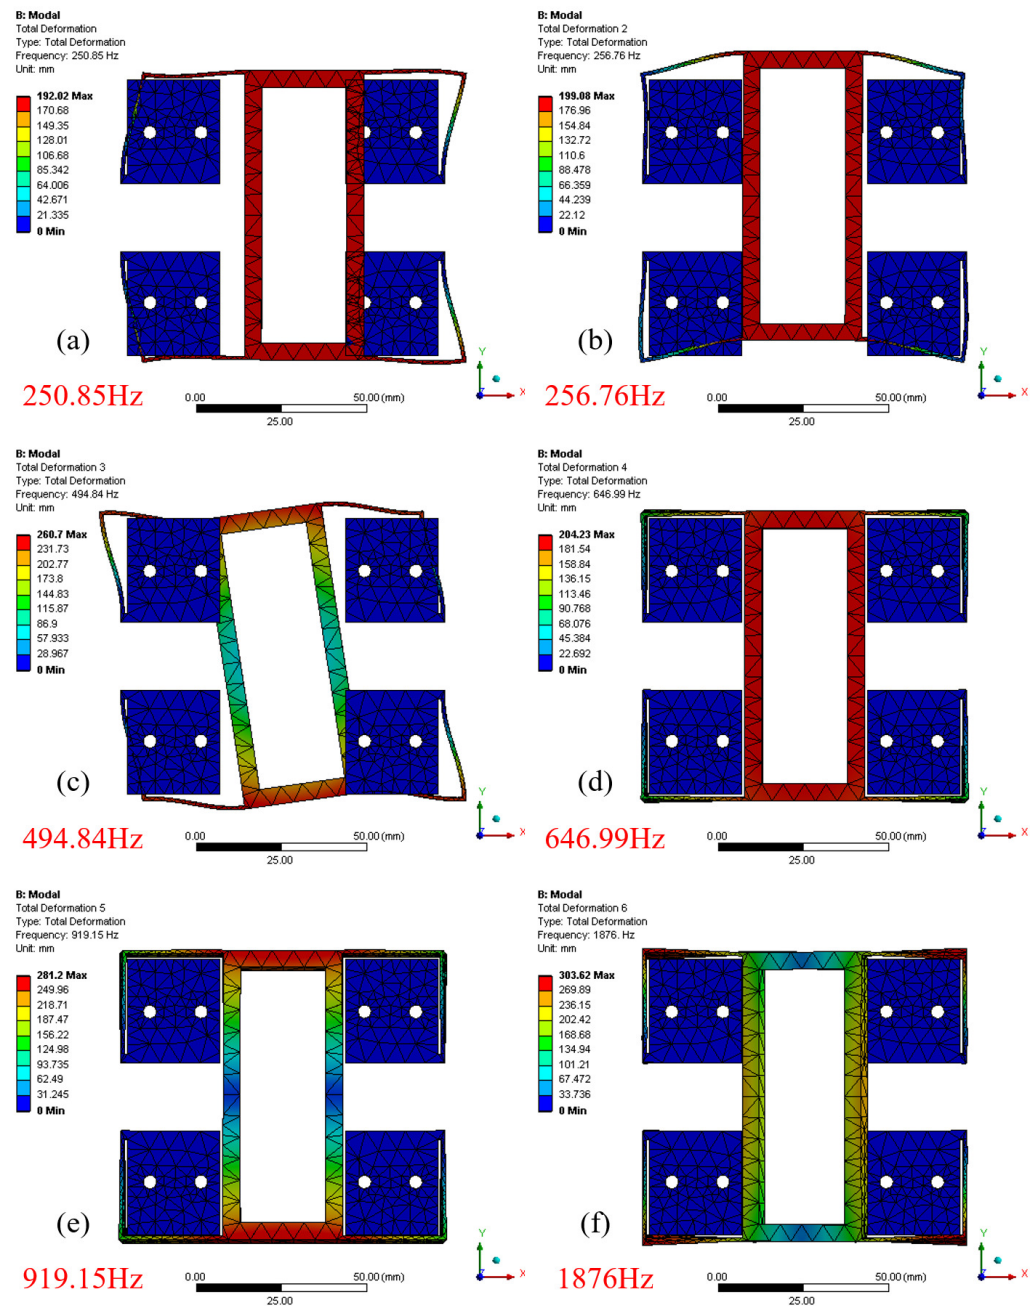 B: Modal
Total Deformation
Type: Total Deformation
Frequency: 250.85 Hz
Unit: mm
192.02 Max
170.68
149.35
128.01
106.68
85.342
64.006
42.671
21.335
0 Min
(a)
250.85Hz
0.00
50.00 (mm)
25.00
Y
X
Z
B: Modal
Total Deformation 2
Type: Total Deformation
Frequency: 256.76 Hz
Unit: mm
199.08 Max
176.96
154.84
132.72
110.6
88.478
66.359
44.239
22.12
0 Min
(b)
256.76Hz
0.00
50.00 (mm)
25.00
Y
X
Z
B: Modal
Total Deformation 3
Type: Total Deformation
Frequency: 494.84 Hz
Unit: mm
260.7 Max
231.73
202.77
173.8
144.83
115.87
86.9
57.933
28.967
0 Min
(c)
494.84Hz
0.00
50.00 (mm)
25.00
Y
X
Z
B: Modal
Total Deformation 4
Type: Total Deformation
Frequency: 646.99 Hz
Unit: mm
204.23 Max
181.54
158.84
136.15
113.46
90.768
68.076
45.384
22.692
0 Min
(d)
646.99Hz
0.00
50.00 (mm)
25.00
Y
X
Z
B: Modal
Total Deformation 5
Type: Total Deformation
Frequency: 919.15 Hz
Unit: mm
281.2 Max
249.96
218.71
187.47
156.22
124.98
93.735
62.49
31.245
0 Min
(e)
919.15Hz
0.00
50.00 (mm)
25.00
Y
X
Z
B: Modal
Total Deformation 6
Type: Total Deformation
Frequency: 1876. Hz
Unit: mm
303.62 Max
269.89
236.15
202.42
168.68
134.94
101.21
67.472
33.736
0 Min
(f)
1876Hz
0.00
50.00 (mm)
25.00
Y
X
Z